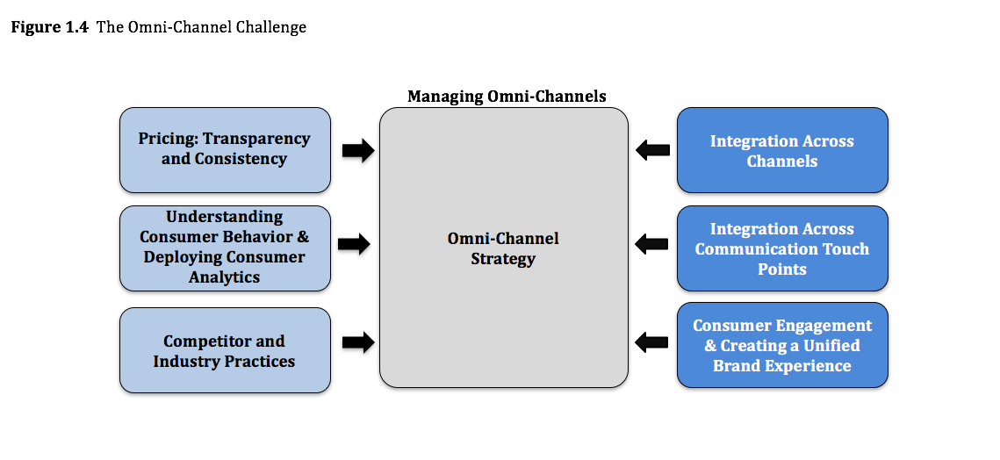 Figure 1.4 The Omni-Channel Challenge
Managing Omni-Channels
Pricing: Transparency
and Consistency
Understanding
Consumer Behavior &
Deploying Consumer
Analytics
Competitor and
Industry Practices
Omni-Channel
Strategy
Integration Across
Channels
Integration Across
Communication Touch
Points
Consumer Engagement
& Creating a Unified
Brand Experience